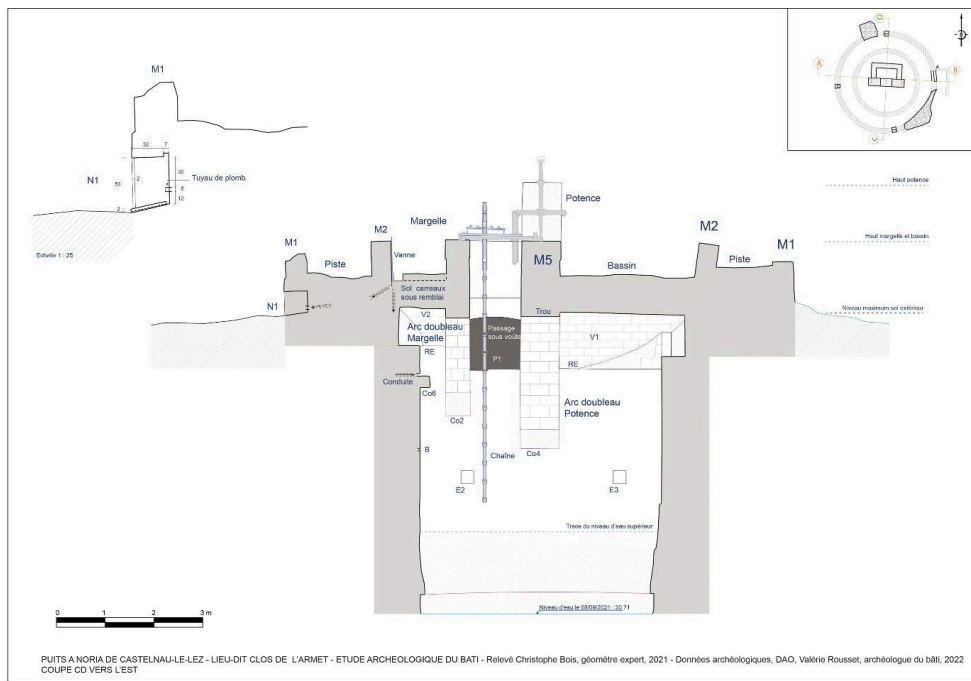 M1
32 7
N1
53
2
32
Tuyau de plomb
8
12
2
Echelle 1 : 25
A
B
C
Haut potence
Potence
Margelle
Haut margelle et bassin
M1
Piste
M2
Vanne
M5
Bassin
M2
Piste
M1
Sol carreaux
sous remblai
Niveau maximum sol extérieur
N1
V2
Trou
Arc doubleau
Margelle
Passage
sous voûte
V1
RE
P1
RE
Conduite
Co6
Arc doubleau
Potence
Co2
Co4
B
Chaîne
E2
E3
Trace du niveau d'eau supérieur
Niveau d'eau le 08/09/2021 : 30.71
0 1 2 3 m
PUITS A NORIA DE CASTELNAU-LE-LEZ - LIEU-DIT CLOS DE L'ARMET - ETUDE ARCHEOLOGIQUE DU BATI - Relevé Christophe Bois, géomètre expert, 2021 - Données archéologiques, DAO, Valérie Rousset, archéologue du bâti, 2022
COUPE CD VERS L'EST